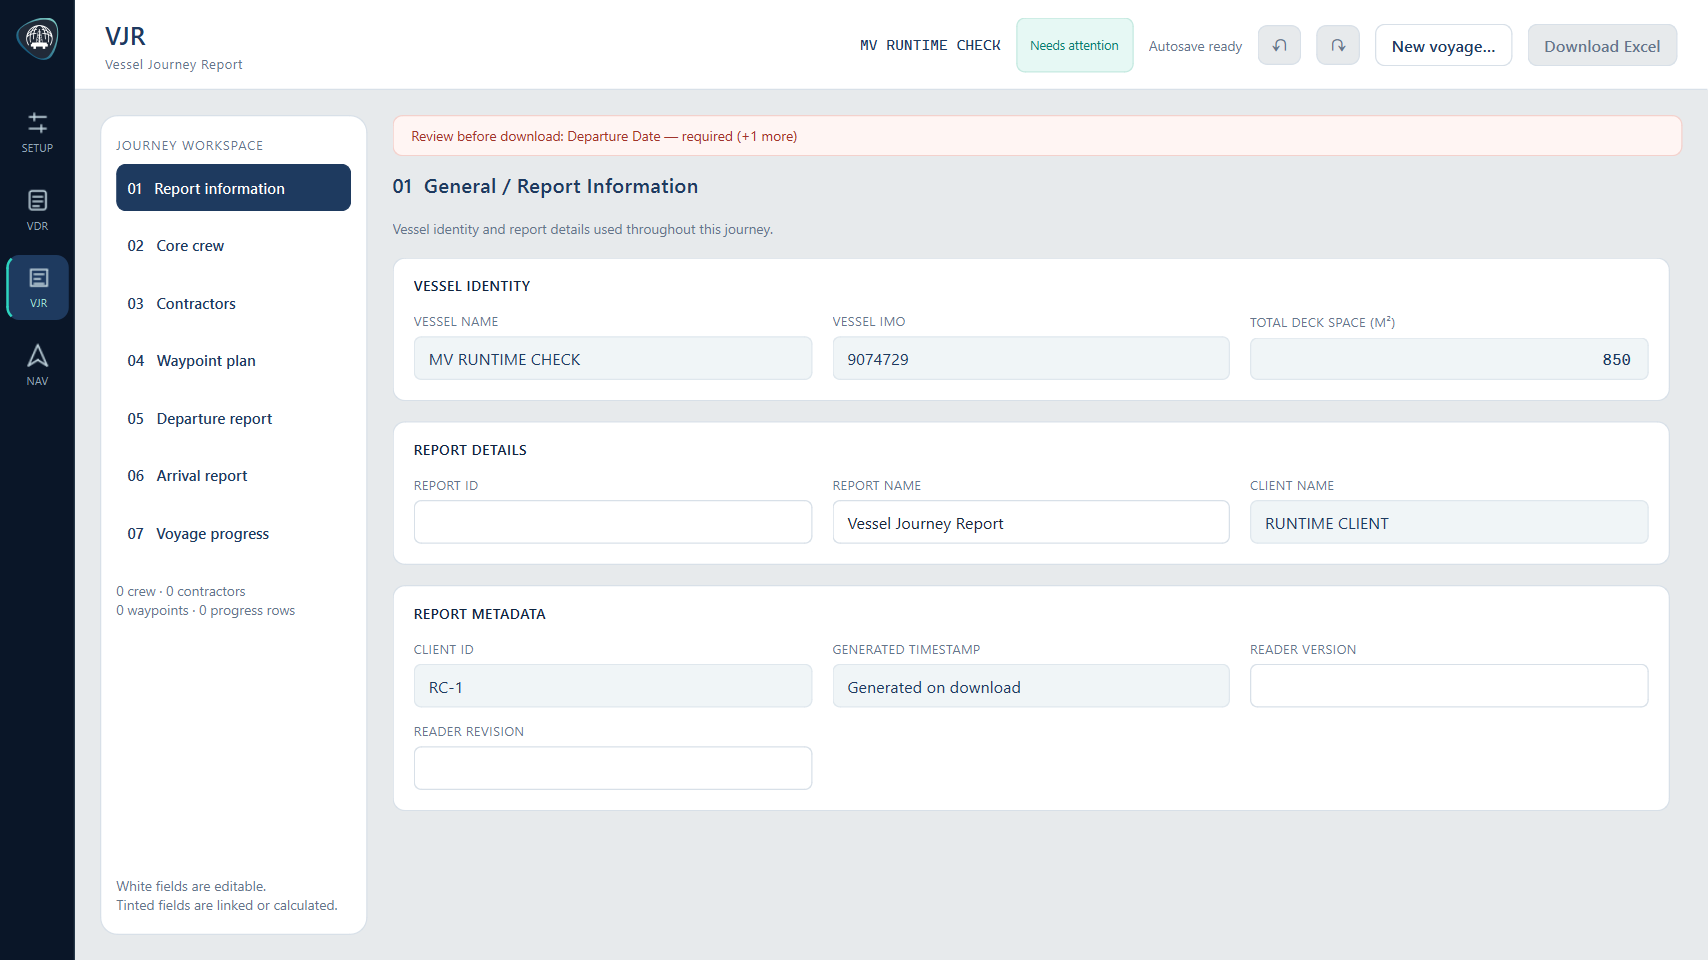 SETUP
VDR
VJR
NAV
VJR
Vessel Journey Report
MV RUNTIME CHECK
Needs attention
Autosave ready
New voyage...
Download Excel
JOURNEY WORKSPACE
01 Report information
02 Core crew
03 Contractors
04 Waypoint plan
05 Departure report
06 Arrival report
07 Voyage progress
0 crew · 0 contractors
0 waypoints · 0 progress rows
White fields are editable.
Tinted fields are linked or calculated.
Review before download: Departure Date — required (+1 more)
01 General / Report Information
Vessel identity and report details used throughout this journey.
VESSEL IDENTITY
VESSEL NAME
MV RUNTIME CHECK
VESSEL IMO
9074729
TOTAL DECK SPACE (M²)
850
REPORT DETAILS
REPORT ID
REPORT NAME
Vessel Journey Report
CLIENT NAME
RUNTIME CLIENT
REPORT METADATA
CLIENT ID
RC-1
GENERATED TIMESTAMP
Generated on download
READER VERSION
READER REVISION